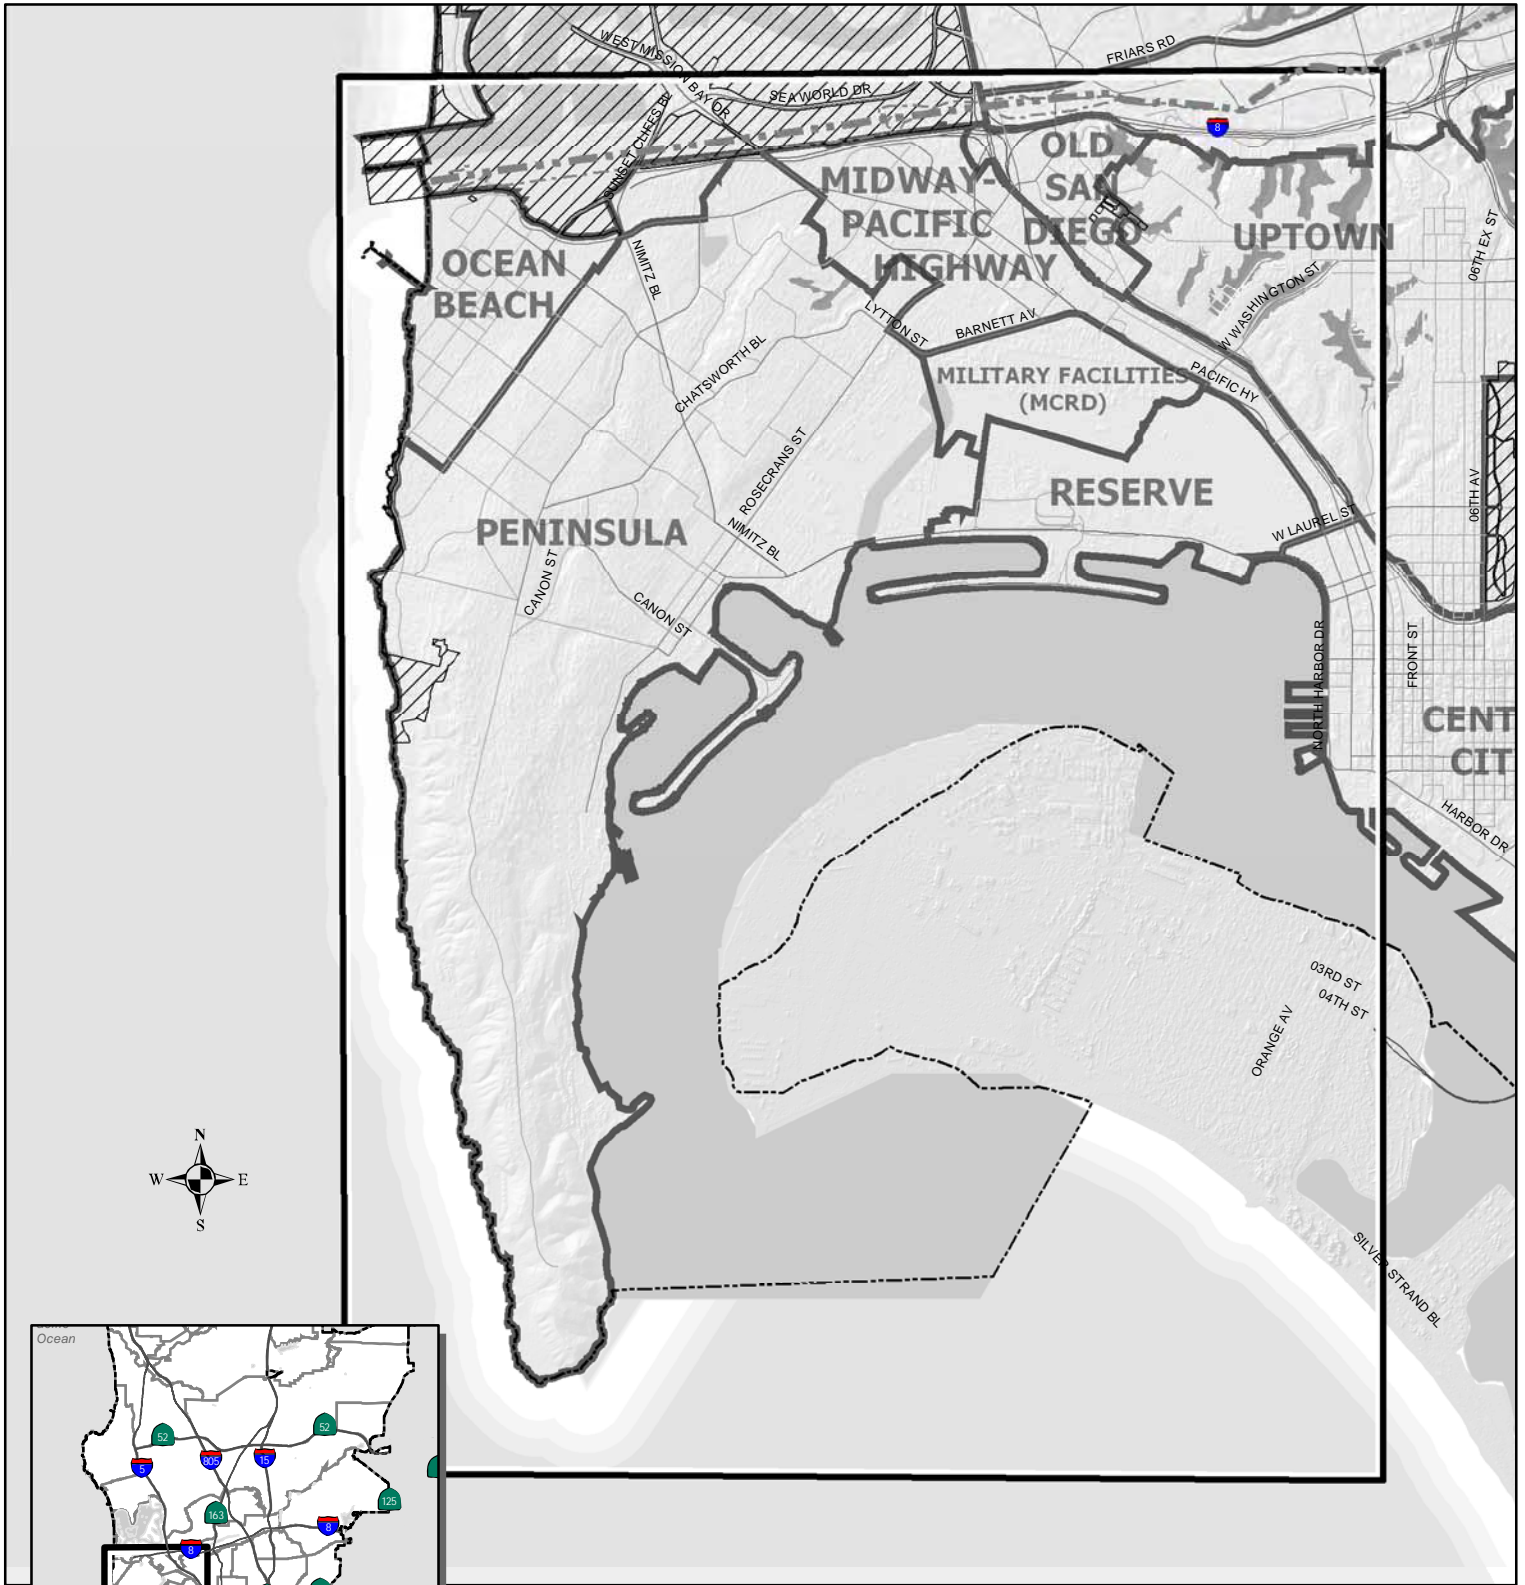 WEST MISSION BAY DR
FRIARS RD
SEA WORLD DR
SUNSET CLIFFS BL
8
OLD
SAN
DIEGO
MIDWAY-
PACIFIC
HIGHWAY
UPTOWN
06TH EX ST
OCEAN
BEACH
NIMITZ BL
W WASHINGTON ST
LYTTON ST
BARNETT AV
CHATSWORTH BL
MILITARY FACILITIES
(MCRD)
PACIFIC HY
ROSECRANS ST
RESERVE
06TH AV
PENINSULA
NIMITZ BL
W LAUREL ST
CANON ST
CANON ST
NORTH HARBOR DR
FRONT ST
CENT
CIT
HARBOR DR
03RD ST
04TH ST
ORANGE AV
N
W
E
S
SILVER STRAND BL
Ocean
52
52
5
805
15
125
163
8
8